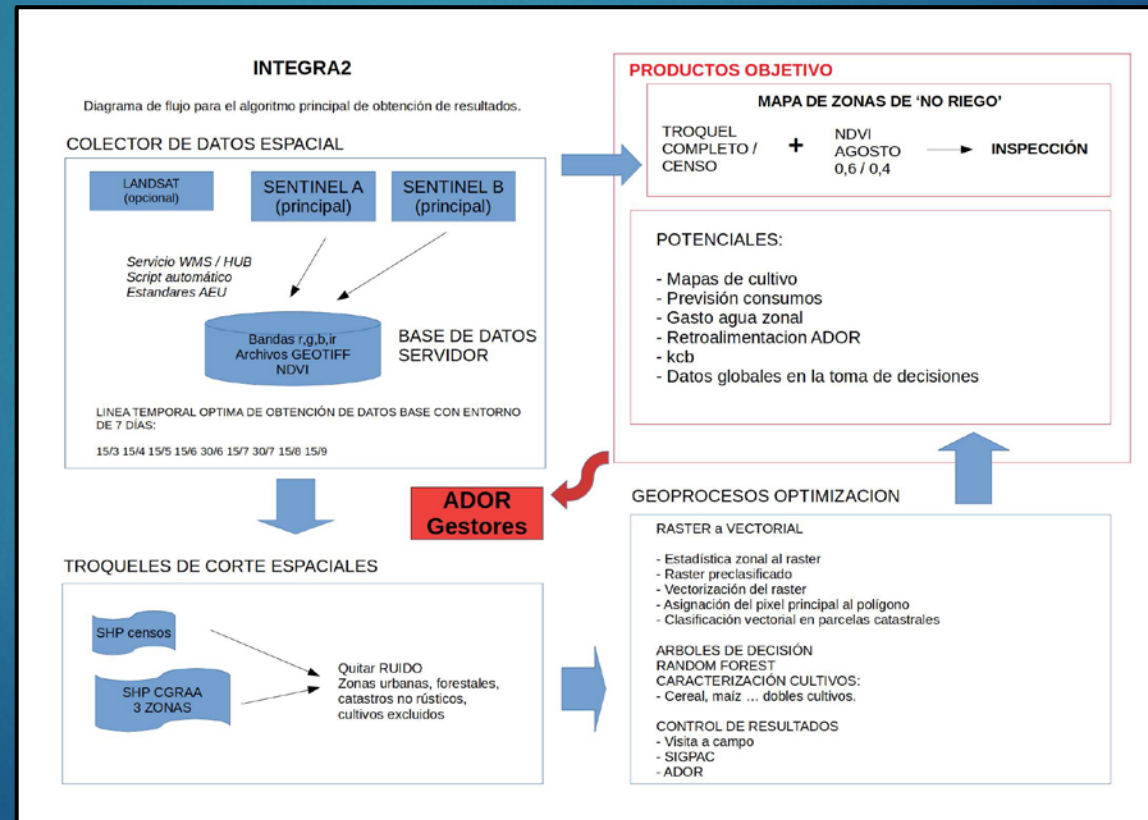 INTEGRA2
Diagrama de flujo para el algoritmo principal de obtención de resultados.
COLECTOR DE DATOS ESPACIAL
LANDSAT
(opcional)
SENTINEL A
(principal)
SENTINEL B
(principal)
Servicio WMS / HUB
Script automático
Estandares AEU
Bandas r,g,b,ir
Archivos GEOTIFF
NDVI
BASE DE DATOS
SERVIDOR
LINEA TEMPORAL OPTIMA DE OBTENCIÓN DE DATOS BASE CON ENTORNO
DE 7 DÍAS:
15/3 15/4 15/5 15/6 30/6 15/7 30/7 15/8 15/9
PRODUCTOS OBJETIVO
MAPA DE ZONAS DE ‘NO RIEGO’
TROQUEL
COMPLETO /
CENSO
+
NDVI
AGOSTO
0,6 / 0,4
INSPECCIÓN
POTENCIALES:
- Mapas de cultivo
- Previsión consumos
- Gasto agua zonal
- Retroalimentacion ADOR
- kcb
- Datos globales en la toma de decisiones
ADOR
Gestores
TROQUELES DE CORTE ESPACIALES
SHP censos
SHP CGRAA
3 ZONAS
Quitar RUIDO
Zonas urbanas, forestales,
catastros no rústicos,
cultivos excluidos
GEOPROCESOS OPTIMIZACION
RASTER a VECTORIAL
- Estadística zonal al raster
- Raster preclasificado
- Vectorización del raster
- Asignación del pixel principal al polígono
- Clasificación vectorial en parcelas catastrales
ARBOLES DE DECISIÓN
RANDOM FOREST
CARACTERIZACIÓN CULTIVOS:
- Cereal, maíz ... dobles cultivos.
CONTROL DE RESULTADOS
- Visita a campo
- SIGPAC
- ADOR